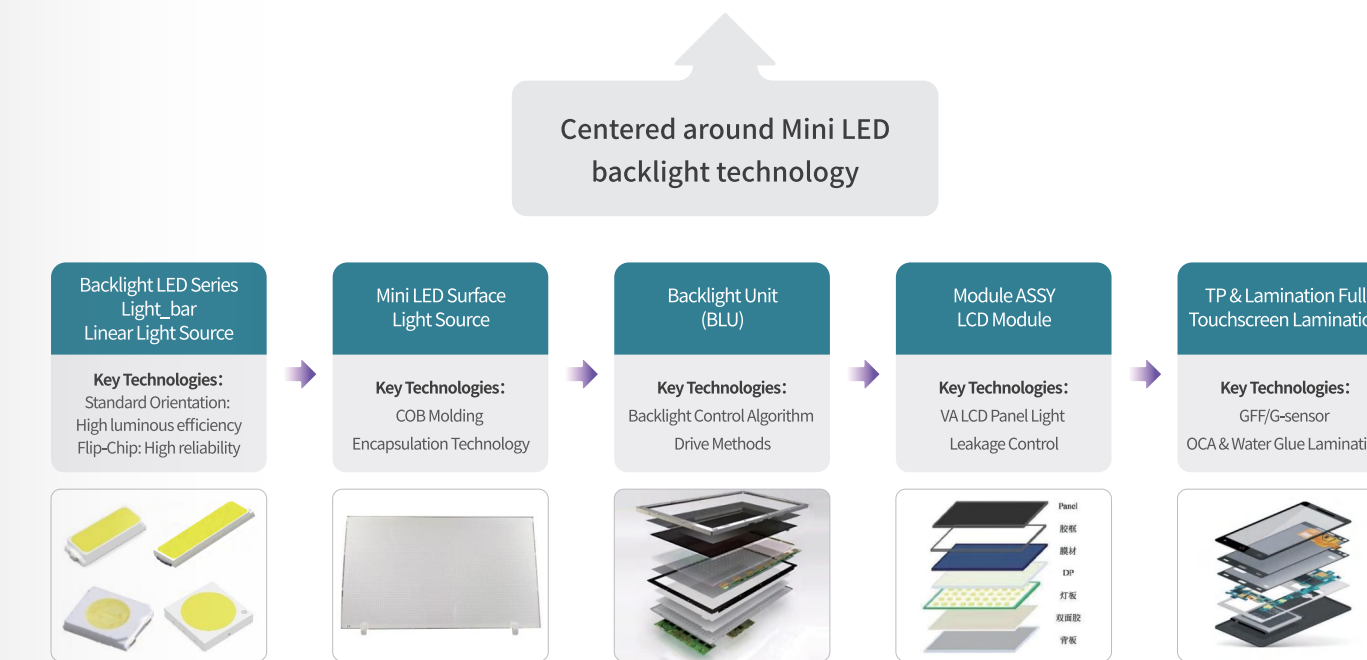 Centered around Mini LED
backlight technology
Backlight LED Series
Light_bar
Linear Light Source
Key Technologies:
Standard Orientation:
High luminous efficiency
Flip-Chip: High reliability
Mini LED Surface
Light Source
Key Technologies:
COB Molding
Encapsulation Technology
Backlight Unit
(BLU)
Key Technologies:
Backlight Control Algorithm
Drive Methods
Module ASSY
LCD Module
Key Technologies:
VA LCD Panel Light
Leakage Control
TP & Lamination Full
Touchscreen Laminatio
Key Technologies:
GFF/G-sensor
OCA & Water Glue Laminati
Panel
胶框
膜材
DP
灯板
双面胶
背板